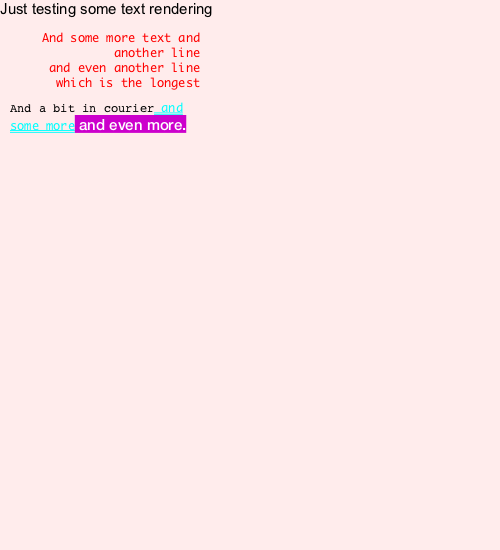 Just testing some text rendering
And some more text and
another line
and even another line
which is the longest
And a bit in courier and
some more and even more.